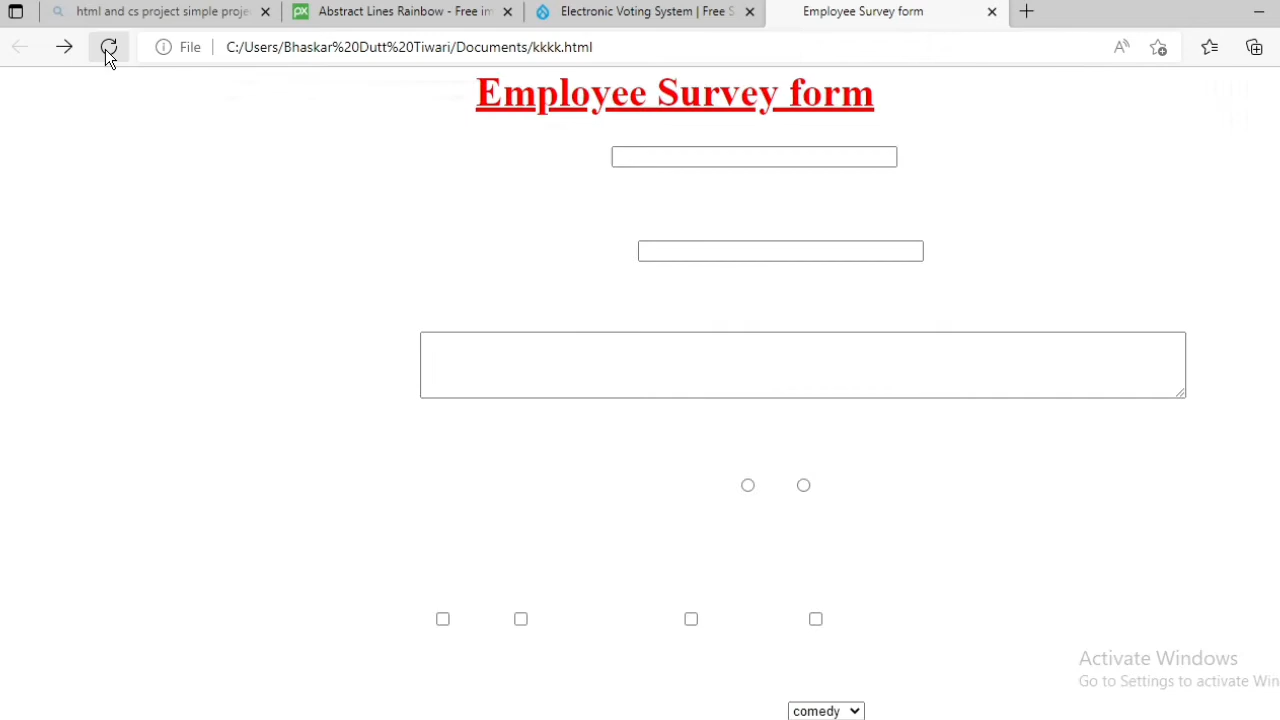 html and cs project simple proje
Abstract Lines Rainbow - Free im
Electronic Voting System | Free S
Employee Survey form
File
C:/Users/Bhaskar%20Dutt%20Tiwari/Documents/kkkk.html
Employee Survey form
Activate Windows
Go to Settings to activate Win
comedy